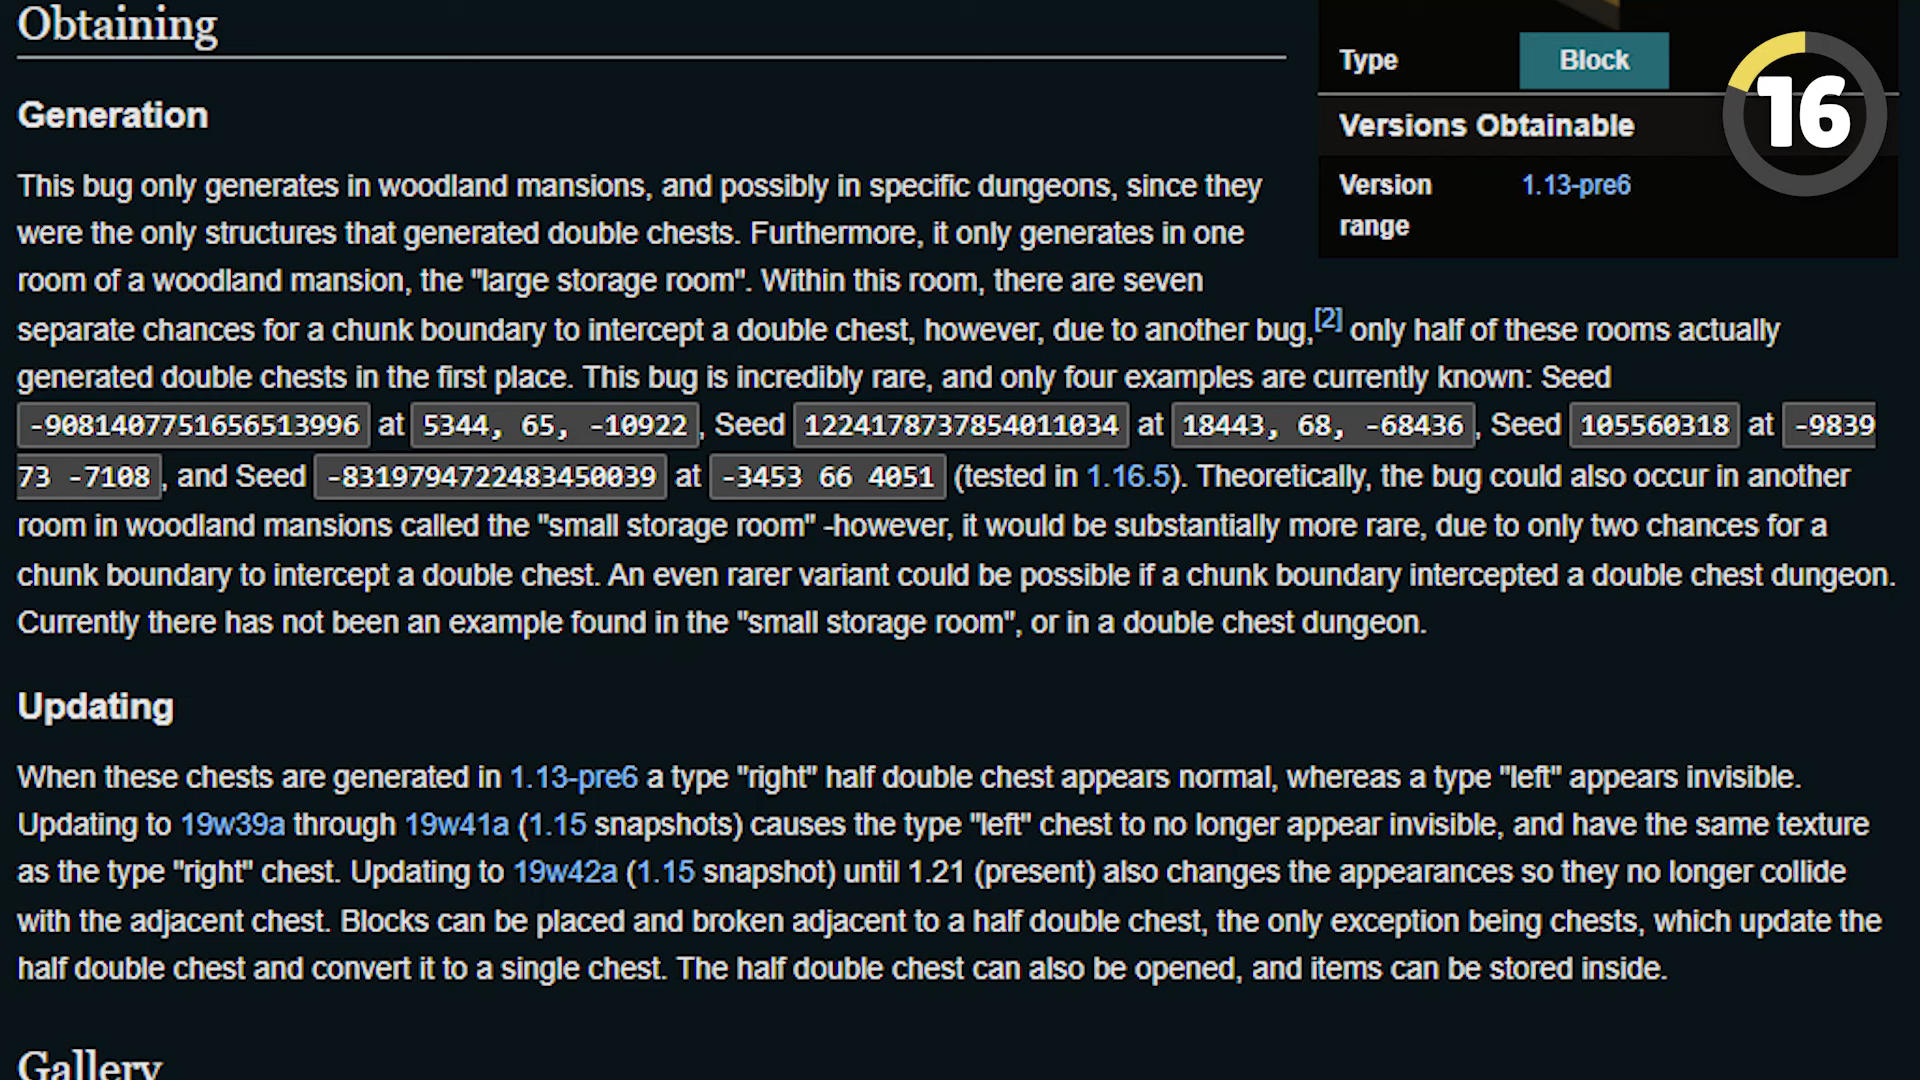 Obtaining
Type Block
16
Generation
Versions Obtainable
Version range 1.13-pre6
This bug only generates in woodland mansions, and possibly in specific dungeons, since they
were the only structures that generated double chests. Furthermore, it only generates in one
room of a woodland mansion, the "large storage room". Within this room, there are seven
separate chances for a chunk boundary to intercept a double chest, however, due to another bug,[2] only half of these rooms actually
generated double chests in the first place. This bug is incredibly rare, and only four examples are currently known: Seed
-9081407751656513996 at 5344, 65, -10922, Seed 1224178737854011034 at 18443, 68, -68436, Seed 105560318 at -9839
73 -7108, and Seed -8319794722483450039 at -3453 66 4051 (tested in 1.16.5). Theoretically, the bug could also occur in another
room in woodland mansions called the "small storage room" -however, it would be substantially more rare, due to only two chances for a
chunk boundary to intercept a double chest. An even rarer variant could be possible if a chunk boundary intercepted a double chest dungeon.
Currently there has not been an example found in the "small storage room", or in a double chest dungeon.
Updating
When these chests are generated in 1.13-pre6 a type "right" half double chest appears normal, whereas a type "left" appears invisible.
Updating to 19w39a through 19w41a (1.15 snapshots) causes the type "left" chest to no longer appear invisible, and have the same texture
as the type "right" chest. Updating to 19w42a (1.15 snapshot) until 1.21 (present) also changes the appearances so they no longer collide
with the adjacent chest. Blocks can be placed and broken adjacent to a half double chest, the only exception being chests, which update the
half double chest and convert it to a single chest. The half double chest can also be opened, and items can be stored inside.
Gallery